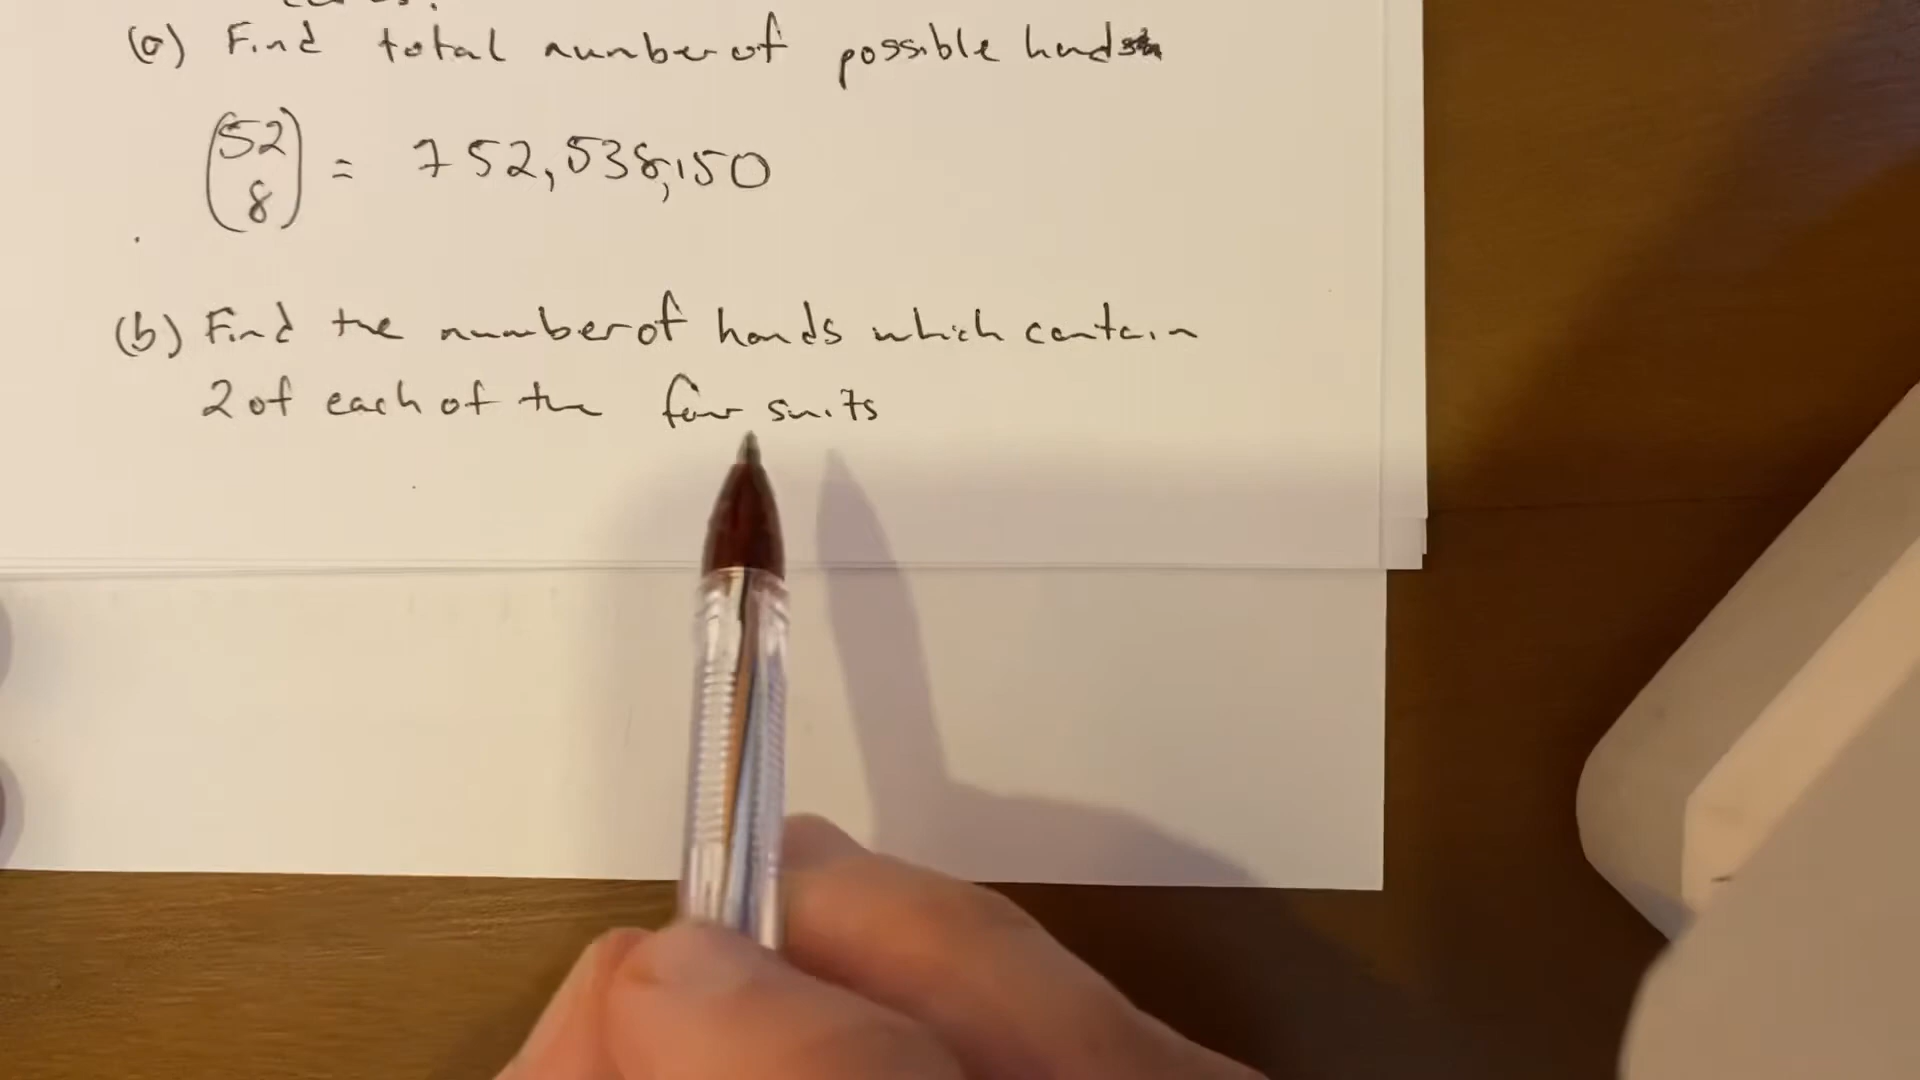 (a) Find total number of possible hands
(52 8) = 752,538,150
(b) Find the number of hands which contain
2 of each of the four suits